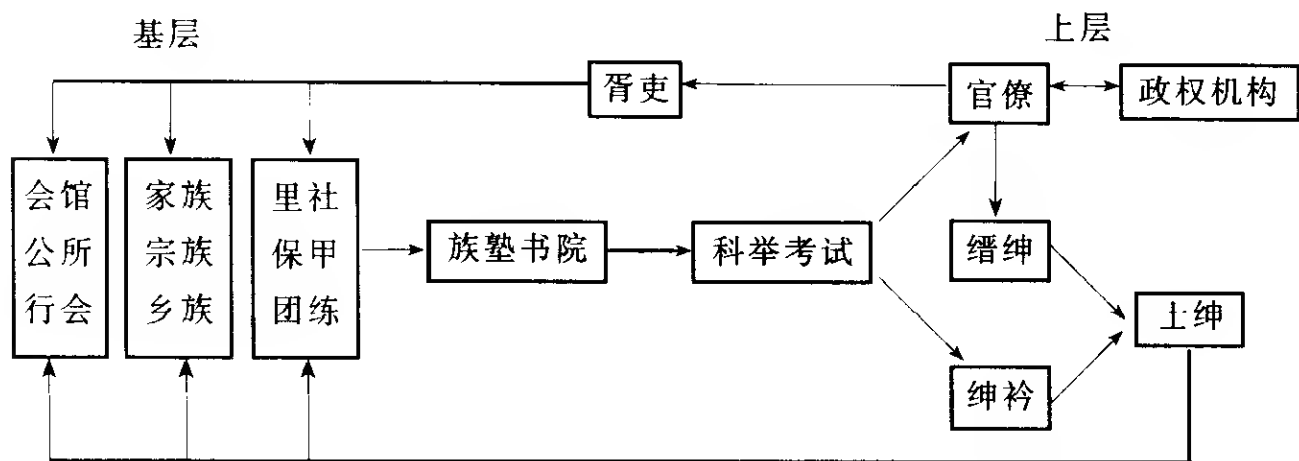 基层
上层
胥吏
官僚
政权机构
会馆
公所
行会
家族
宗族
乡族
里社
保甲
团练
族塾书院
科举考试
缙绅
绅衿
士绅